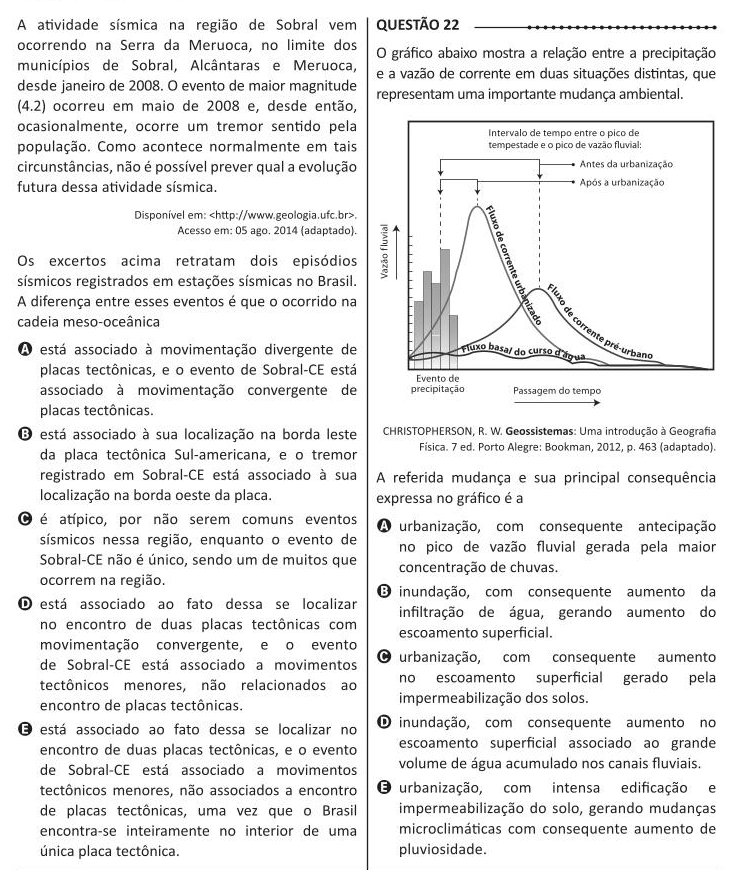 A atividade sísmica na região de Sobral vem
ocorrendo na Serra da Meruoca, no limite dos
municípios de Sobral, Alcântaras e Meruoca,
desde janeiro de 2008. O evento de maior magnitude
(4.2) ocorreu em maio de 2008 e, desde então,
ocasionalmente, ocorre um tremor sentido pela
população. Como acontece normalmente em tais
circunstâncias, não é possível prever qual a evolução
futura dessa atividade sísmica.
Disponível em: <http://www.geologia.ufc.br>.
Acesso em: 05 ago. 2014 (adaptado).
Os excertos acima retratam dois episódios
sísmicos registrados em estações sísmicas no Brasil.
A diferença entre esses eventos é que o ocorrido na
cadeia meso-oceânica
A está associado à movimentação divergente de
placas tectônicas, e o evento de Sobral-CE está
associado à movimentação convergente de
placas tectônicas.
B está associado à sua localização na borda leste
da placa tectônica Sul-americana, e o tremor
registrado em Sobral-CE está associado à sua
localização na borda oeste da placa.
C é atípico, por não serem comuns eventos
sísmicos nessa região, enquanto o evento de
Sobral-CE não é único, sendo um de muitos que
ocorrem na região.
D está associado ao fato dessa se localizar
no encontro de duas placas tectônicas com
movimentação convergente, e o evento
de Sobral-CE está associado a movimentos
tectônicos menores, não relacionados ao
encontro de placas tectônicas.
E está associado ao fato dessa se localizar no
encontro de duas placas tectônicas, e o evento
de Sobral-CE está associado a movimentos
tectônicos menores, não associados a encontro
de placas tectônicas, uma vez que o Brasil
encontra-se inteiramente no interior de uma
única placa tectônica.
QUESTÃO 22
O gráfico abaixo mostra a relação entre a precipitação
e a vazão de corrente em duas situações distintas, que
representam uma importante mudança ambiental.
Intervalo de tempo entre o pico de
tempestade e o pico de vazão fluvial:
Antes da urbanização
Após a urbanização
Vazão fluvial
Fluxo de corrente urbanizado
Fluxo de corrente pré-urbano
Fluxo basal do curso d'água
Evento de
precipitação
Passagem do tempo
CHRISTOPHERSON, R. W. Geossistemas: Uma introdução à Geografia
Física. 7 ed. Porto Alegre: Bookman, 2012, p. 463 (adaptado).
A referida mudança e sua principal consequência
expressa no gráfico é a
A urbanização, com consequente antecipação
no pico de vazão fluvial gerada pela maior
concentração de chuvas.
B inundação, com consequente aumento da
infiltração de água, gerando aumento do
escoamento superficial.
C urbanização, com consequente aumento
no escoamento superficial gerado pela
impermeabilização dos solos.
D inundação, com consequente aumento no
escoamento superficial associado ao grande
volume de água acumulado nos canais fluviais.
E urbanização, com intensa edificação e
impermeabilização do solo, gerando mudanças
microclimáticas com consequente aumento de
pluviosidade.